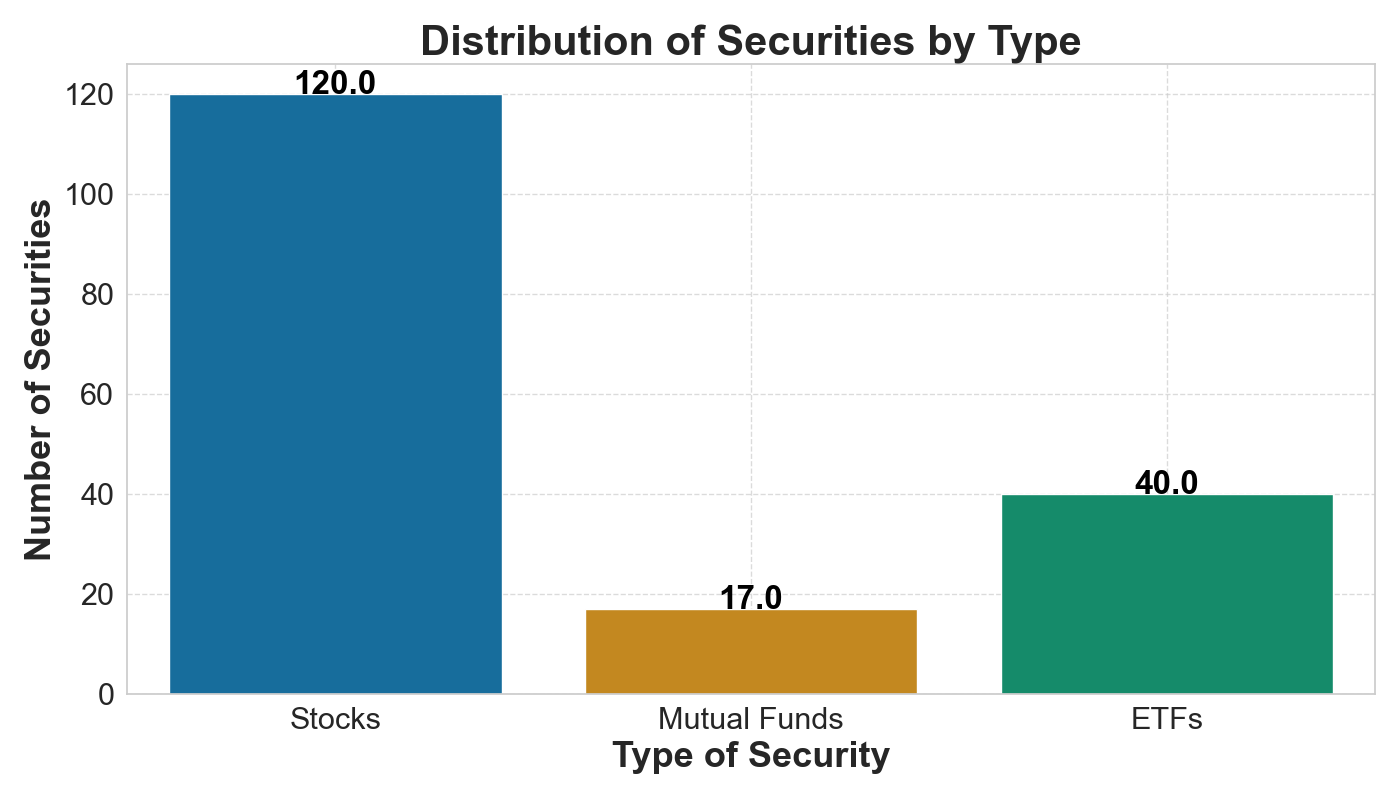 Distribution of Securities by Type
Number of Securities
120
100
80
60
40
20
0
120.0
17.0
40.0
Stocks
Mutual Funds
ETFs
Type of Security